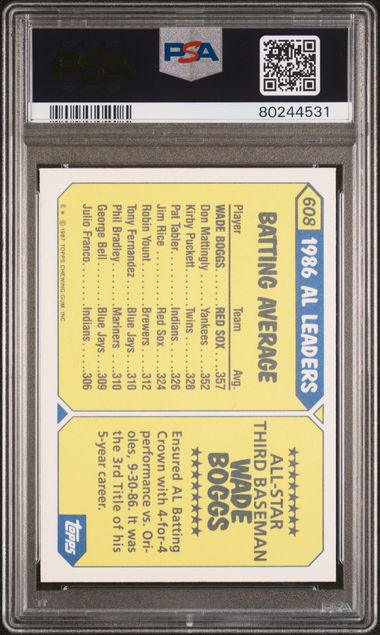 PSA
PSA
80244531
608
1986 AL LEADERS
BATTING AVERAGE
Player Team Avg.
WADE BOGGS.... RED SOX .... 357
Don Mattingly .... Yankees .... 352
Kirby Puckett .... Twins .... 328
Pat Tabler .... Indians .... 326
Jim Rice .... Red Sox .... 324
Robin Yount .... Brewers .... 312
Tony Fernandez .. Blue Jays .... 310
Phil Bradley .... Mariners .... 310
George Bell .... Blue Jays .... 309
Julio Franco. .... Indians .... 306
E * © 1987 TOPPS CHEWING GUM, INC.
ALL-STAR
THIRD BASEMAN
WADE
BOGGS
Ensured AL Batting
Crown with 4-for-4
performance vs. Ori-
oles, 9-30-86. It was
the 3rd Title of his
5-year career.
topps